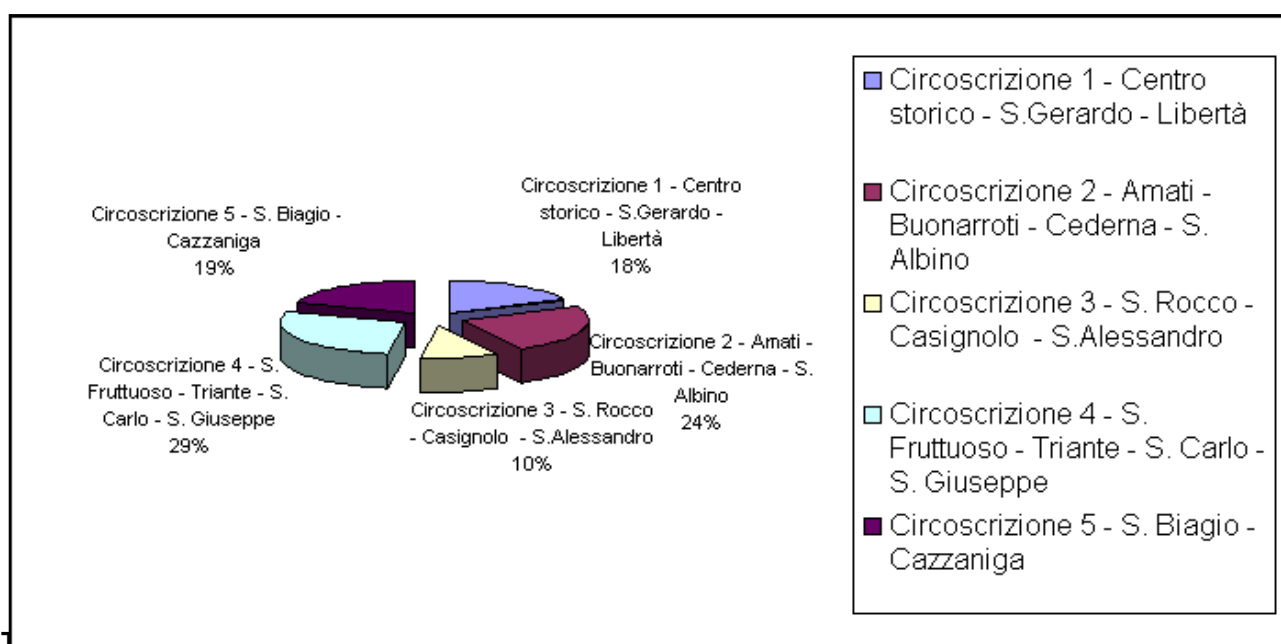 Circoscrizione 1 - Centro
storico - S.Gerardo -
Libertà
18%
Circoscrizione 2 - Amati -
Buonarroti - Cederna - S.
Albino
24%
Circoscrizione 3 - S. Rocco
- Casignolo - S.Alessandro
10%
Circoscrizione 4 - S.
Fruttuoso - Triante - S.
Carlo - S. Giuseppe
29%
Circoscrizione 5 - S. Biagio -
Cazzaniga
19%
Circoscrizione 1 - Centro
storico - S.Gerardo - Libertà
Circoscrizione 2 - Amati -
Buonarroti - Cederna - S.
Albino
Circoscrizione 3 - S. Rocco -
Casignolo - S.Alessandro
Circoscrizione 4 - S.
Fruttuoso - Triante - S. Carlo -
S. Giuseppe
Circoscrizione 5 - S. Biagio -
Cazzaniga